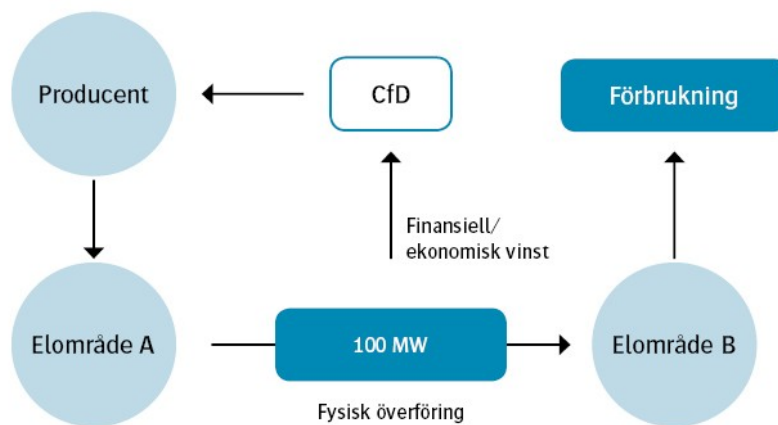 Producent
CfD
Förbrukning
Finansiell/
ekonomisk vinst
Elområde A
100 MW
Elområde B
Fysisk överföring